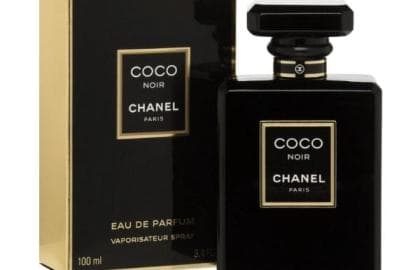 COCO
NOIR
CHANEL
PARIS
EAU DE PARFUM
VAPORISATEUR SPRAY
100 ml
COCO
NOIR
CHANEL
PARIS